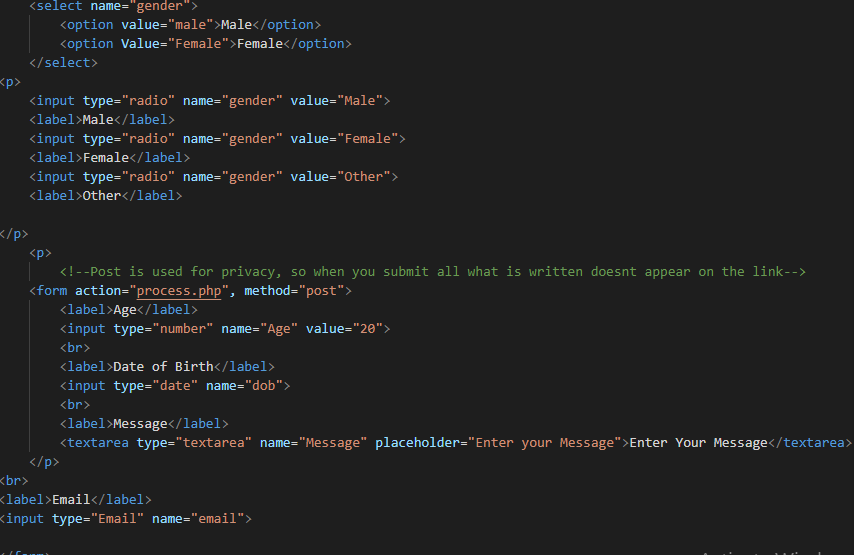 <select name="gender">
<option value="male">Male</option>
<option Value="Female">Female</option>
</select>
<p>
<input type="radio" name="gender" value="Male">
<label>Male</label>
<input type="radio" name="gender" value="Female">
<label>Female</label>
<input type="radio" name="gender" value="Other">
<label>Other</label>
</p>
<p>
<!--Post is used for privacy, so when you submit all what is written doesnt appear on the link-->
<form action="process.php", method="post">
<label>Age</label>
<input type="number" name="Age" value="20">
<br>
<label>Date of Birth</label>
<input type="date" name="dob">
<br>
<label>Message</label>
<textarea type="textarea" name="Message" placeholder="Enter your Message">Enter Your Message</textarea>
</p>
<br>
<label>Email</label>
<input type="Email" name="email">